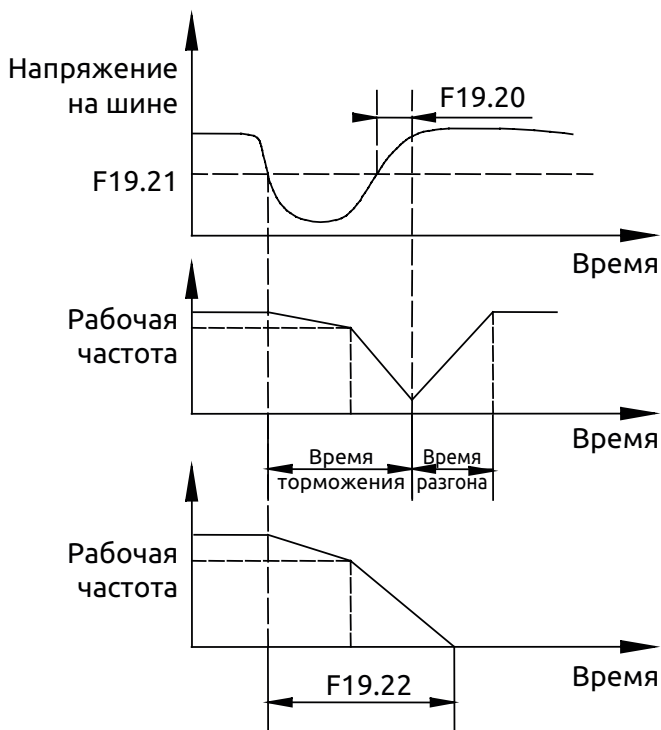 Напряжение
на шине
F19.20
F19.21
Время
Рабочая
частота
Время
Время
торможения
Время
разгона
Рабочая
частота
Время
F19.22